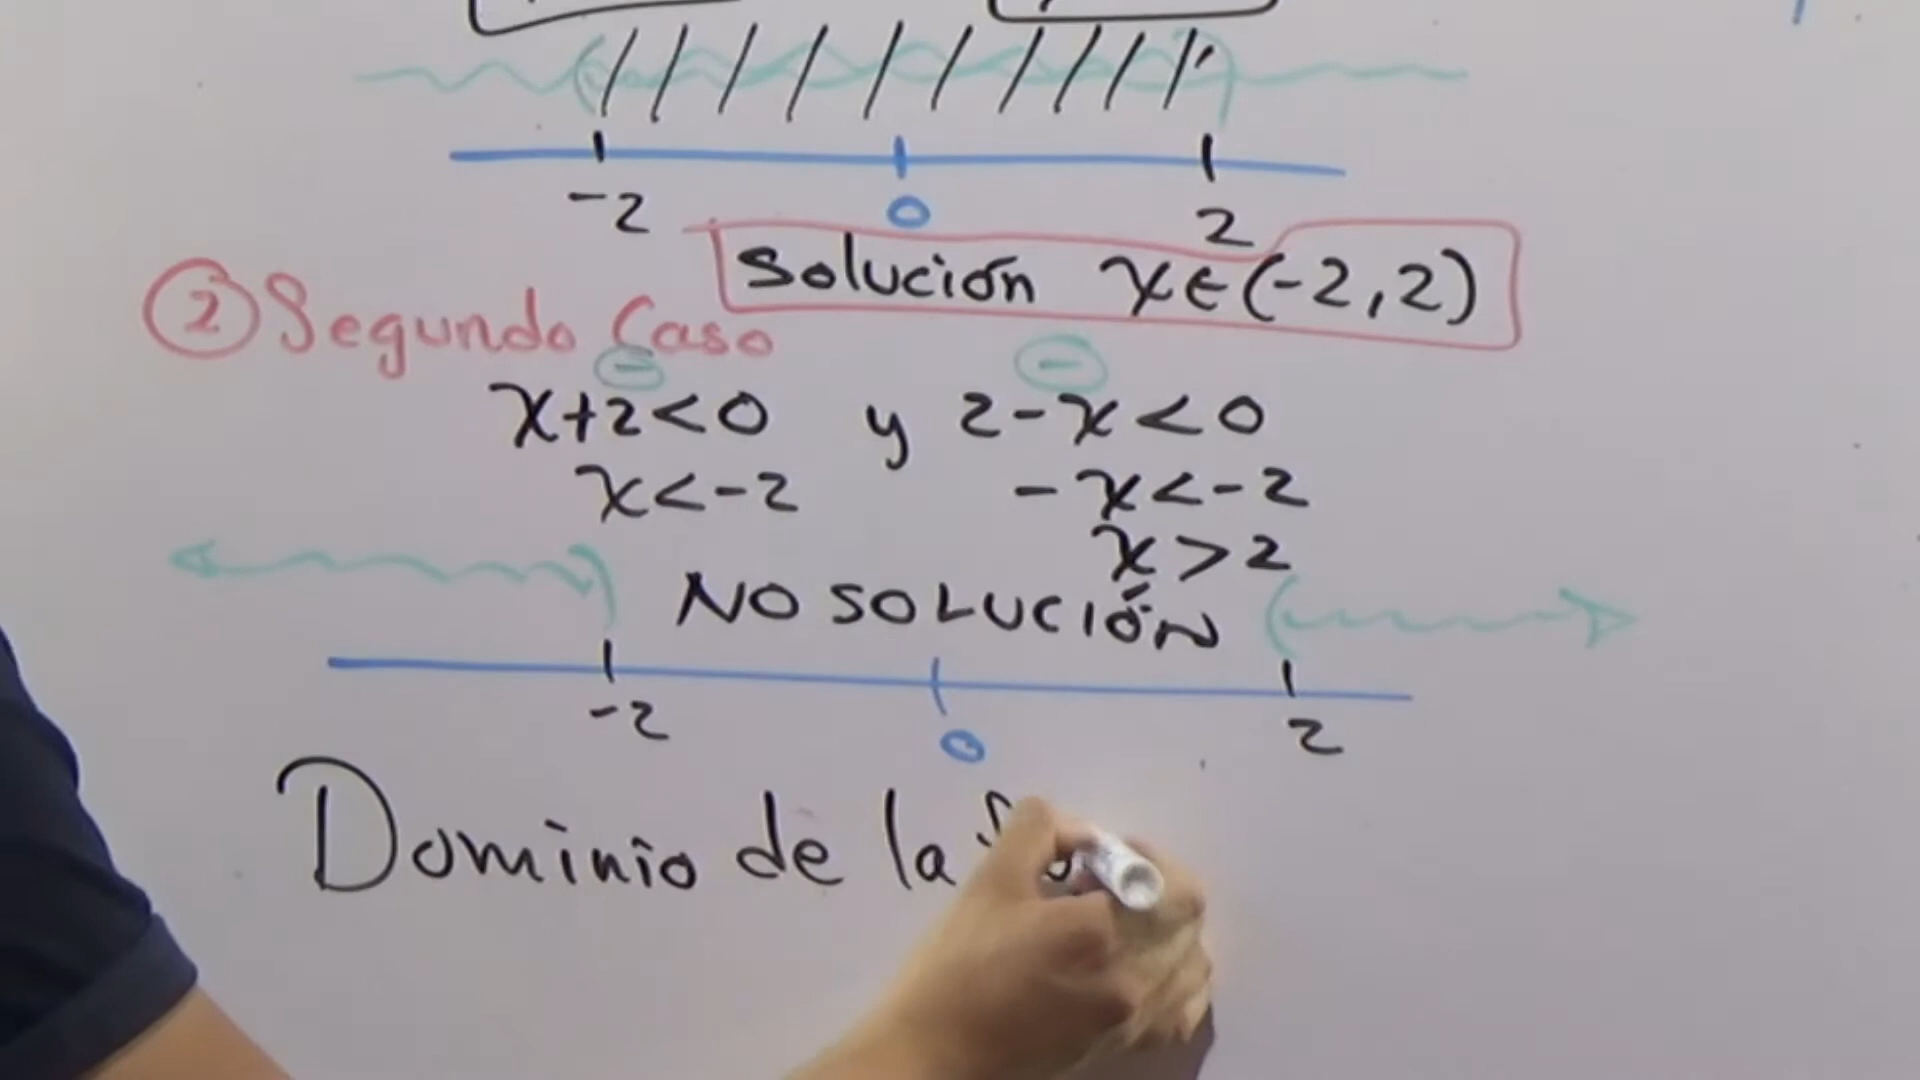 -2 0 2
Solución x∈(-2,2)
② Segundo Caso
- -
x+2<0 y 2-x<0
x<-2 -x<-2
x>2
NO SOLUCIÓN
-2 0 2
Dominio de la